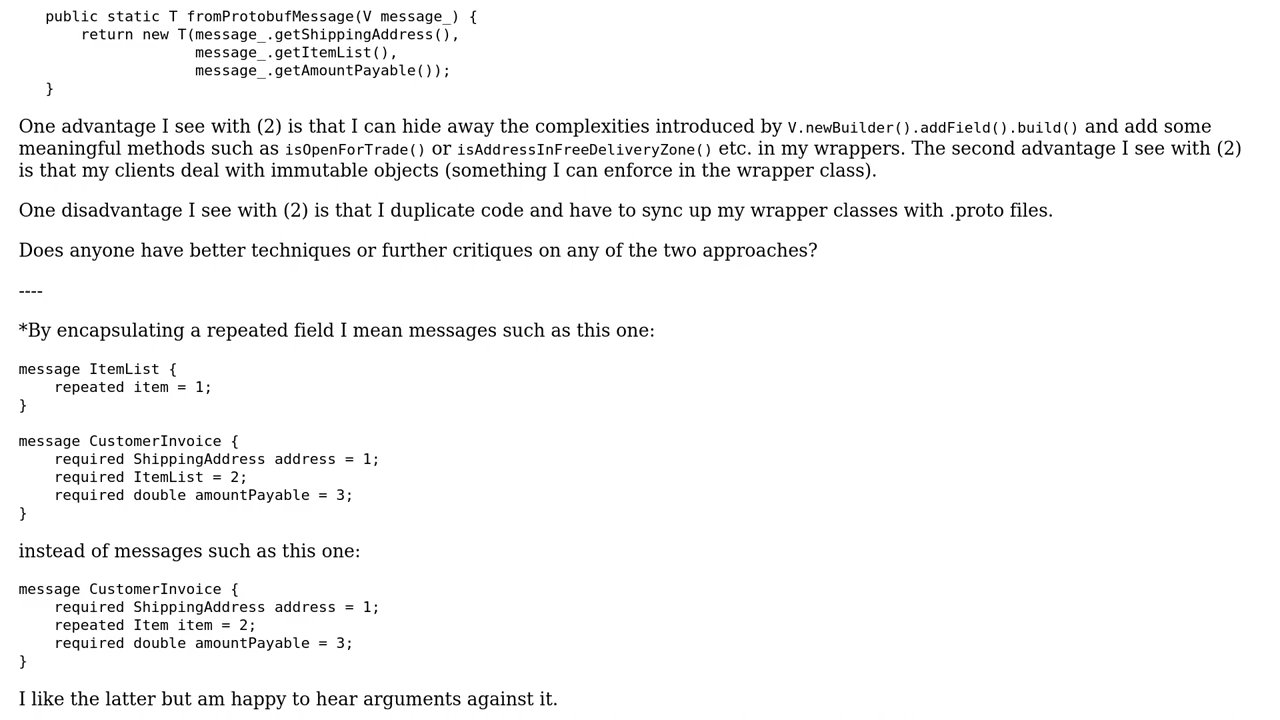 public static T fromProtobufMessage(V message_) {
return new T(message_.getShippingAddress(),
message_.getItemList(),
message_.getAmountPayable());
}
One advantage I see with (2) is that I can hide away the complexities introduced by V.newBuilder().addField().build() and add some
meaningful methods such as isOpenForTrade() or isAddressInFreeDeliveryZone() etc. in my wrappers. The second advantage I see with (2)
is that my clients deal with immutable objects (something I can enforce in the wrapper class).
One disadvantage I see with (2) is that I duplicate code and have to sync up my wrapper classes with .proto files.
Does anyone have better techniques or further critiques on any of the two approaches?
----
*By encapsulating a repeated field I mean messages such as this one:
message ItemList {
repeated item = 1;
}
message CustomerInvoice {
required ShippingAddress address = 1;
required ItemList = 2;
required double amountPayable = 3;
}
instead of messages such as this one:
message CustomerInvoice {
required ShippingAddress address = 1;
repeated Item item = 2;
required double amountPayable = 3;
}
I like the latter but am happy to hear arguments against it.